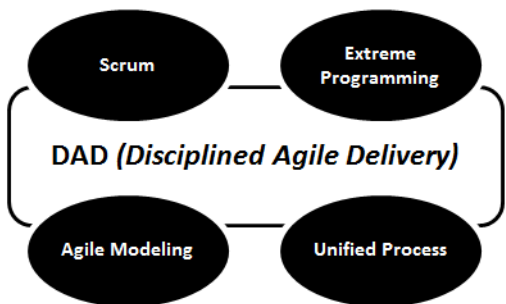 Scrum
Extreme
Programming
DAD (Disciplined Agile Delivery)
Agile Modeling
Unified Process